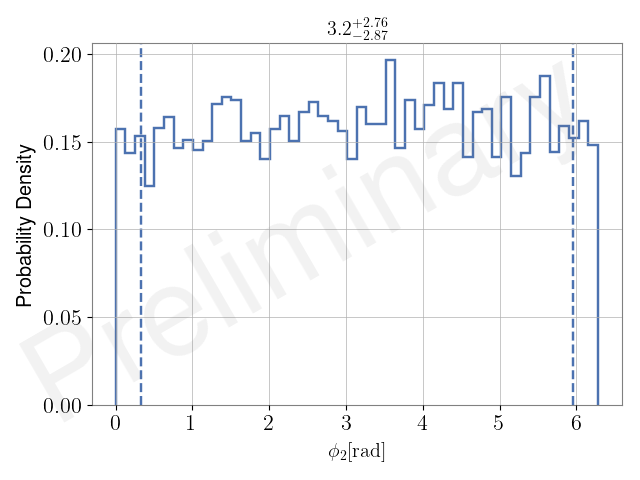 3.2^{+2.76}_{-2.87}
0.20
0.15
0.10
0.05
0.00
Probability Density
Preliminary
0 1 2 3 4 5 6
ϕ₂[rad]